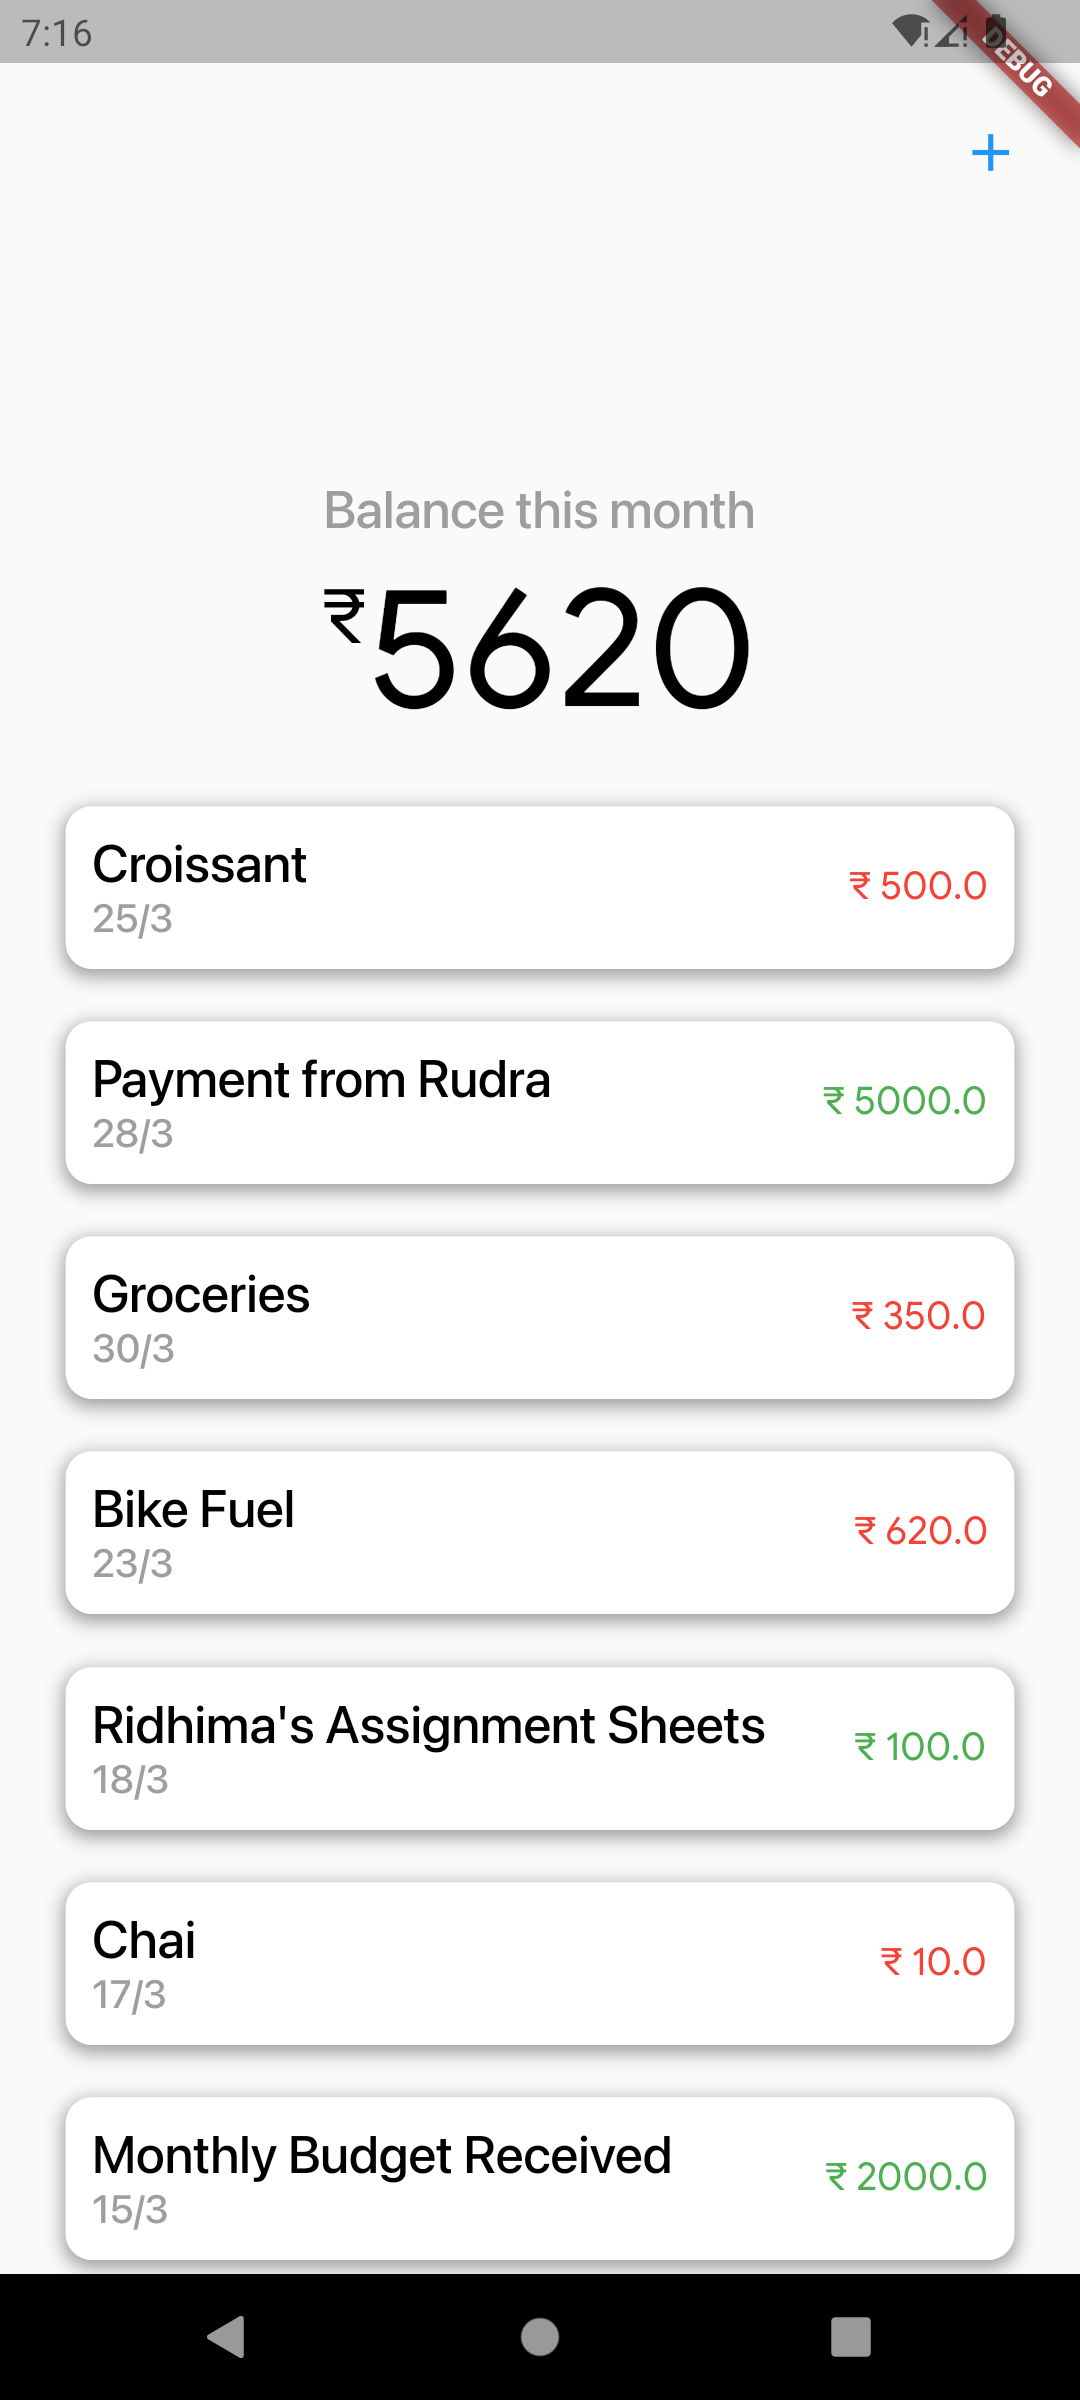 7:16
DEBUG
Balance this month
₹5620
Croissant
25/3
₹ 500.0
Payment from Rudra
28/3
₹ 5000.0
Groceries
30/3
₹ 350.0
Bike Fuel
23/3
₹ 620.0
Ridhima's Assignment Sheets
18/3
₹ 100.0
Chai
17/3
₹ 10.0
Monthly Budget Received
15/3
₹ 2000.0